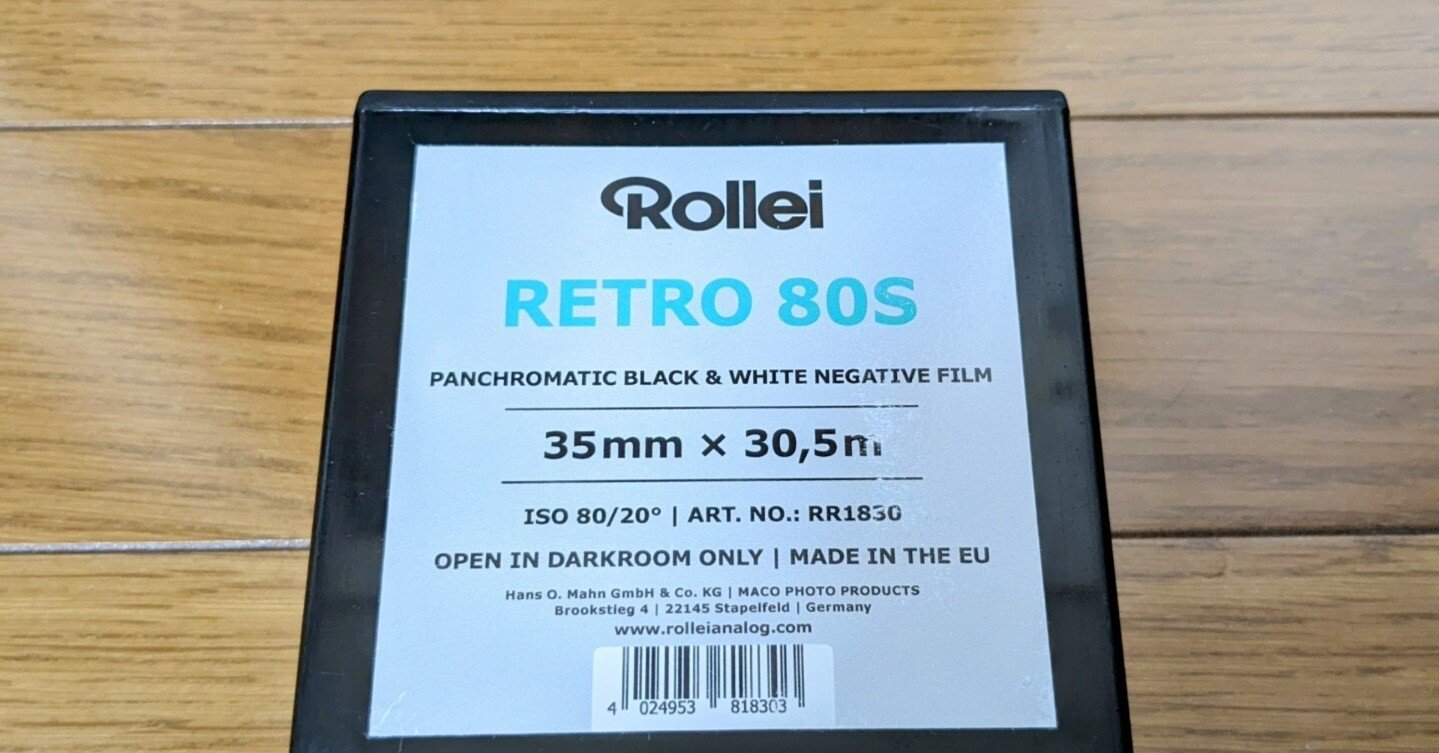 Rollei
RETRO 80S
PANCHROMATIC BLACK & WHITE NEGATIVE FILM
35mm × 30,5m
ISO 80/20° | ART. NO.: RR1830
OPEN IN DARKROOM ONLY | MADE IN THE EU
Hans O. Mahn GmbH & Co. KG | MACO PHOTO PRODUCTS
Brookstieg 4 | 22145 Stapelfeld | Germany
www.rolleianalog.com
4 024953 818303